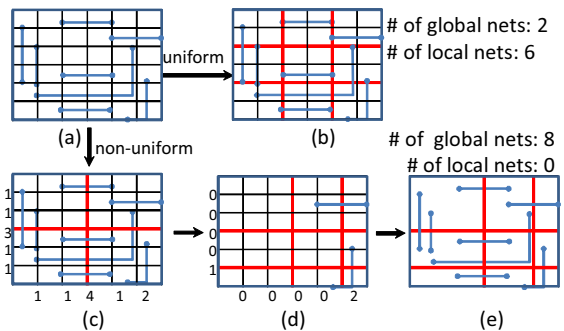 # of global nets: 2
uniform
# of local nets: 6
(a)
(b)
non-uniform
# of global nets: 8
# of local nets: 0
1
1
3
1
1
1 1 4 1 2
0
0
0
0
1
0 0 0 0 2
(c)
(d)
(e)